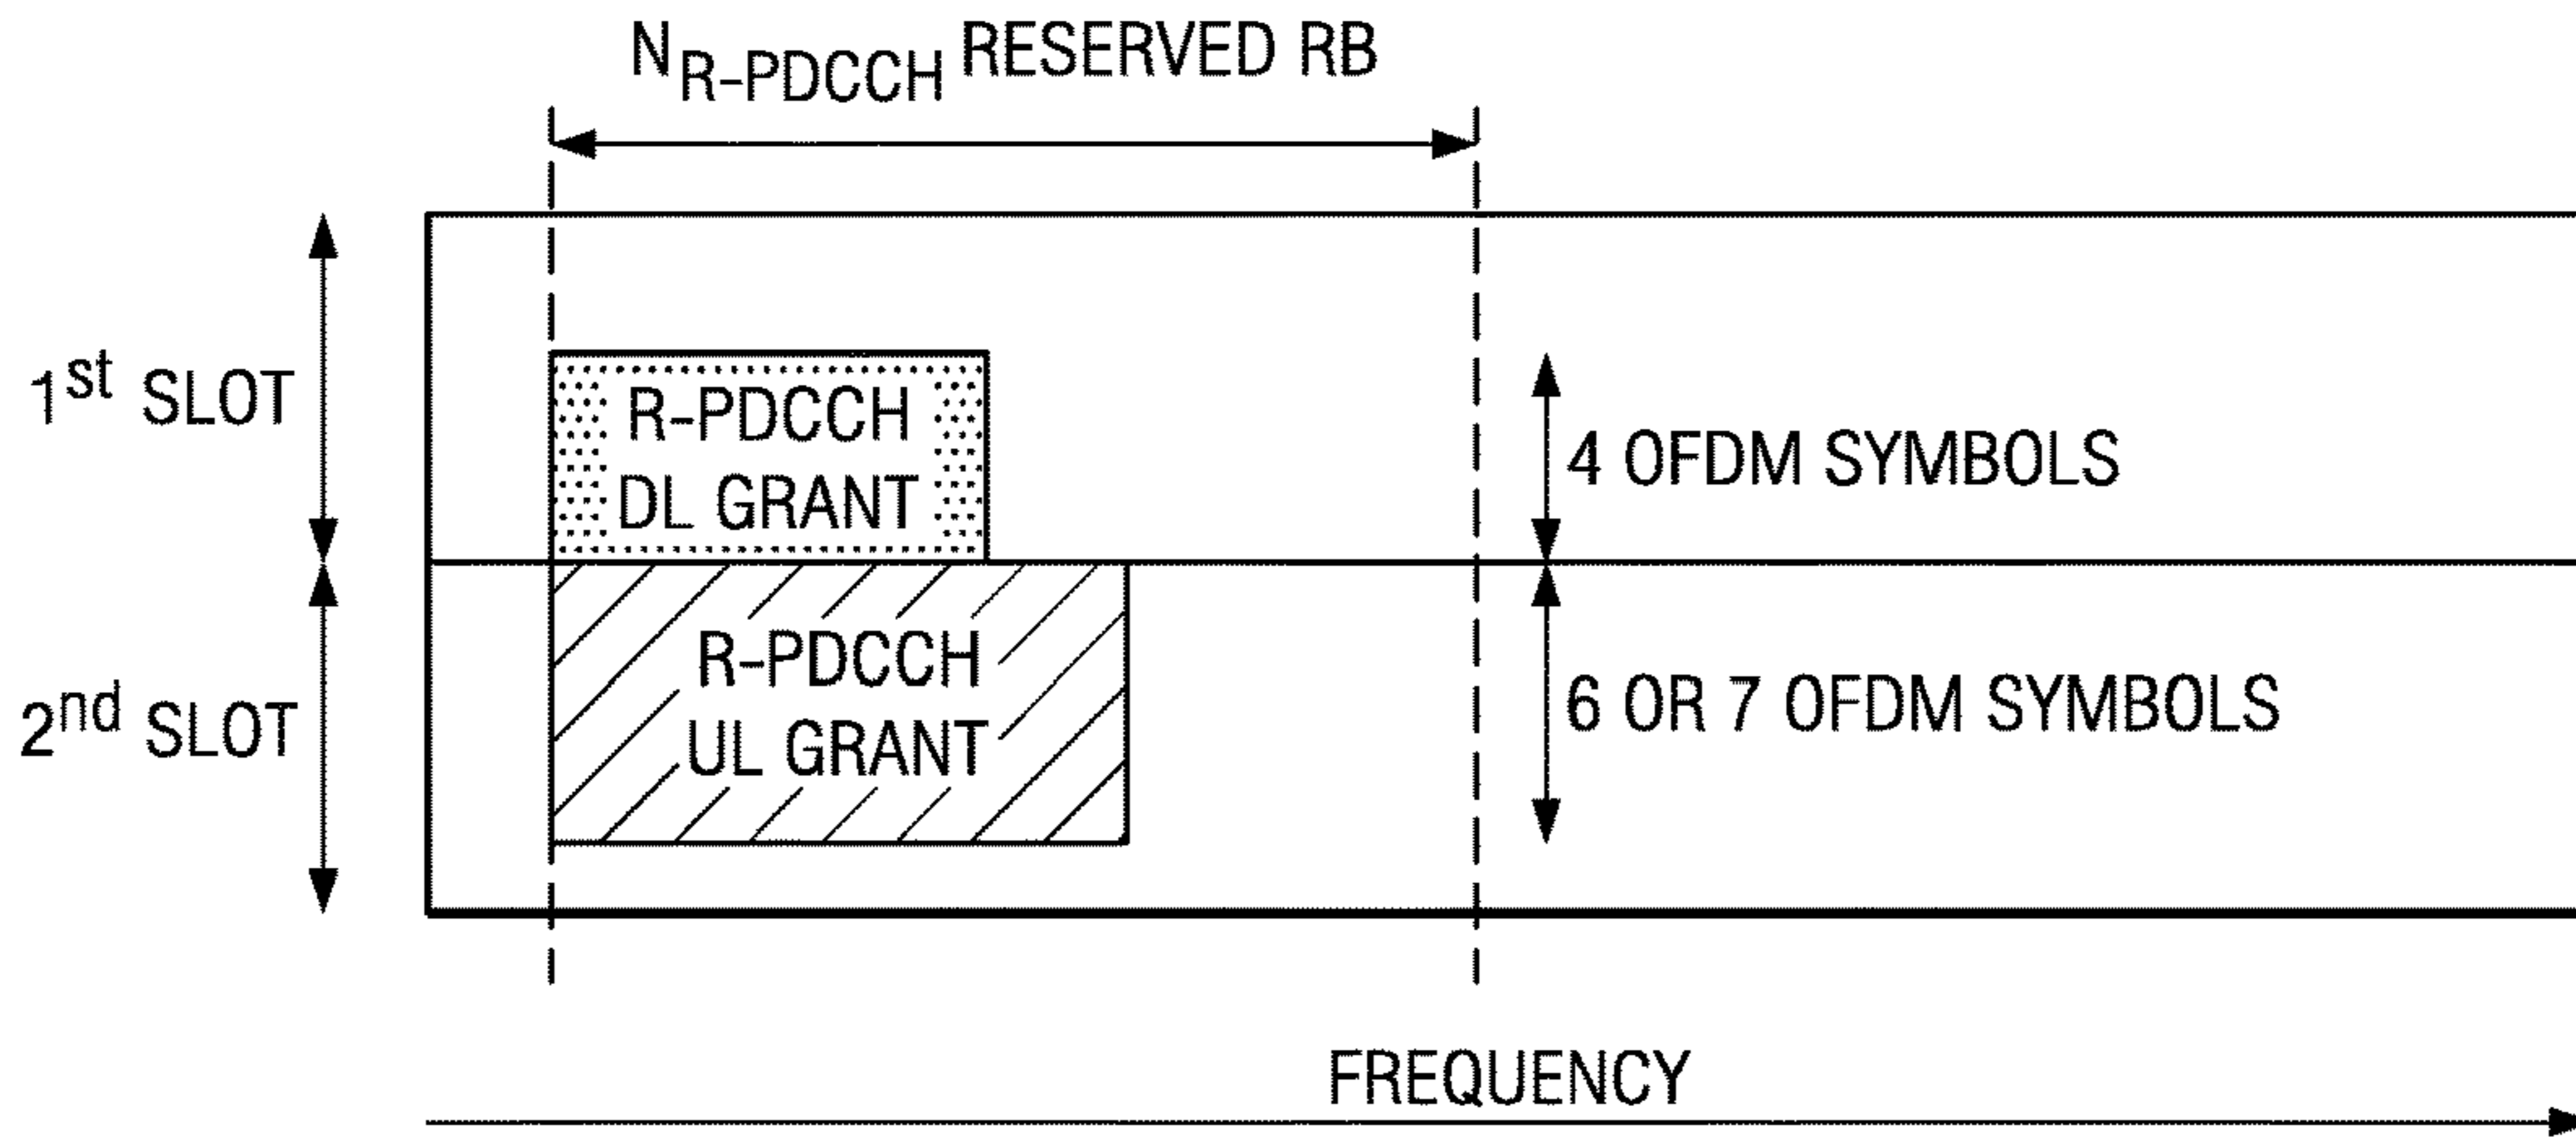 N R-PDCCH RESERVED RB
1st SLOT
R-PDCCH
DL GRANT
4 OFDM SYMBOLS
2nd SLOT
R-PDCCH
UL GRANT
6 OR 7 OFDM SYMBOLS
FREQUENCY